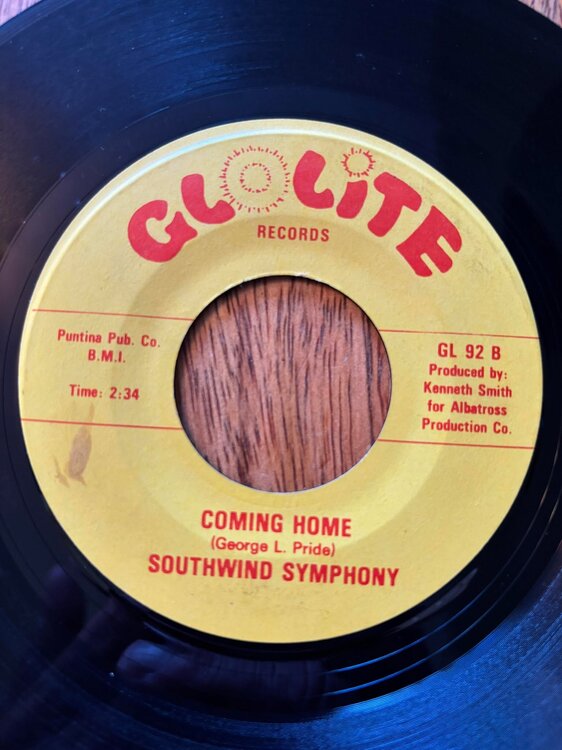 GLOLITE
RECORDS
Puntina Pub. Co.
B.M.I.
Time: 2:34
GL 92 B
Produced by:
Kenneth Smith
for Albatross
Production Co.
COMING HOME
(George L. Pride)
SOUTHWIND SYMPHONY